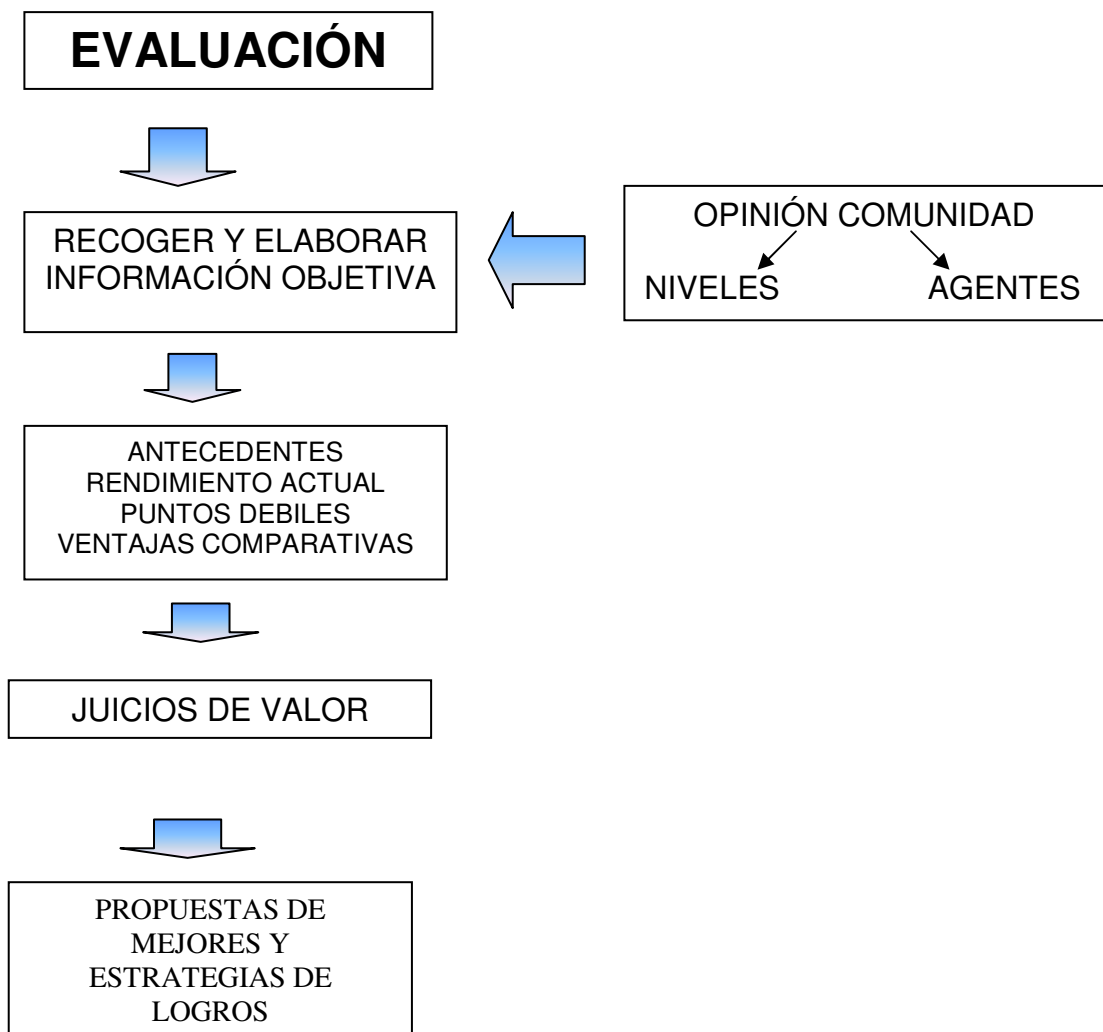 EVALUACIÓN
RECOGER Y ELABORAR
INFORMACIÓN OBJETIVA
OPINIÓN COMUNIDAD
NIVELES AGENTES
ANTECEDENTES
RENDIMIENTO ACTUAL
PUNTOS DEBILES
VENTAJAS COMPARATIVAS
JUICIOS DE VALOR
PROPUESTAS DE
MEJORES Y
ESTRATEGIAS DE
LOGROS